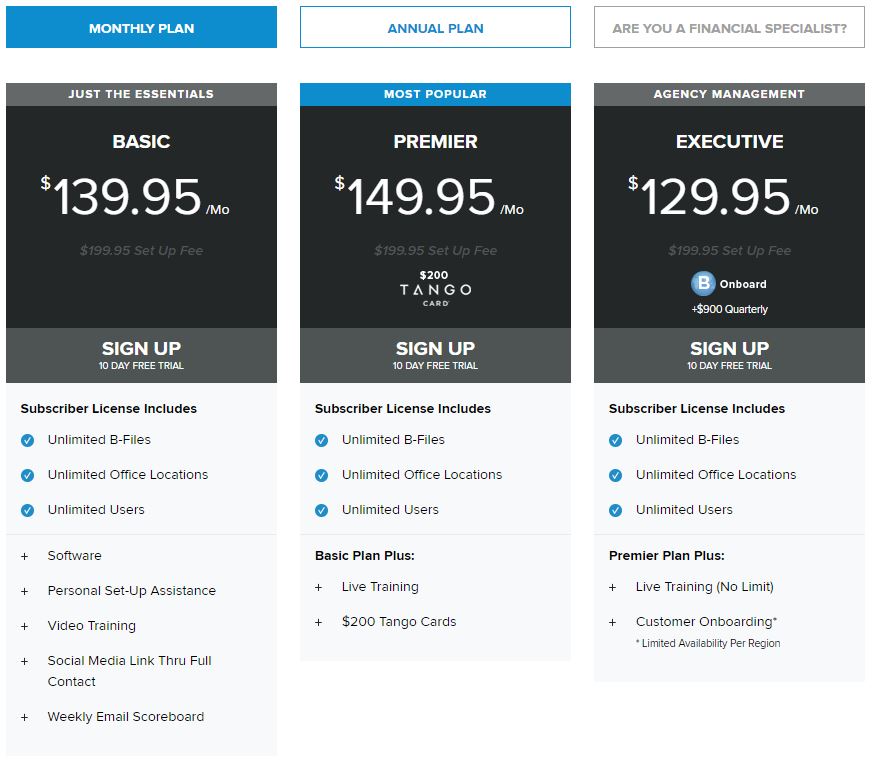 MONTHLY PLAN
ANNUAL PLAN
ARE YOU A FINANCIAL SPECIALIST?
JUST THE ESSENTIALS
BASIC
$139.95 /Mo
$199.95 Set Up Fee
SIGN UP
10 DAY FREE TRIAL
Subscriber License Includes
Unlimited B-Files
Unlimited Office Locations
Unlimited Users
+ Software
+ Personal Set-Up Assistance
+ Video Training
+ Social Media Link Thru Full
Contact
+ Weekly Email Scoreboard
MOST POPULAR
PREMIER
$149.95 /Mo
$199.95 Set Up Fee
$200
TANGO
CARD
SIGN UP
10 DAY FREE TRIAL
Subscriber License Includes
Unlimited B-Files
Unlimited Office Locations
Unlimited Users
Basic Plan Plus:
+ Live Training
+ $200 Tango Cards
AGENCY MANAGEMENT
EXECUTIVE
$129.95 /Mo
$199.95 Set Up Fee
B Onboard
+$900 Quarterly
SIGN UP
10 DAY FREE TRIAL
Subscriber License Includes
Unlimited B-Files
Unlimited Office Locations
Unlimited Users
Premier Plan Plus:
+ Live Training (No Limit)
+ Customer Onboarding*
* Limited Availability Per Region